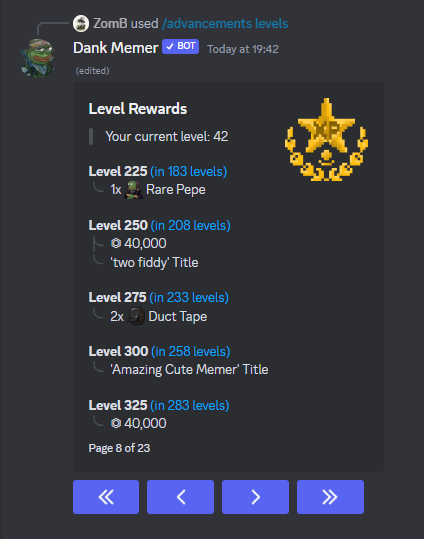 ZomB used /advancements levels
Dank Memer ✓ BOT Today at 19:42
(edited)
Level Rewards
XP
Your current level: 42
Level 225 (in 183 levels)
1x Rare Pepe
Level 250 (in 208 levels)
40,000
'two fiddy' Title
Level 275 (in 233 levels)
2x Duct Tape
Level 300 (in 258 levels)
'Amazing Cute Memer' Title
Level 325 (in 283 levels)
40,000
Page 8 of 23